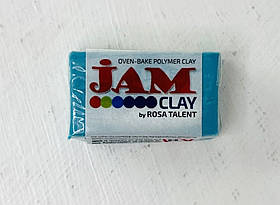 OVEN-BAKE POLYMER CLAY
JAM
CLAY
by ROSA TALENT